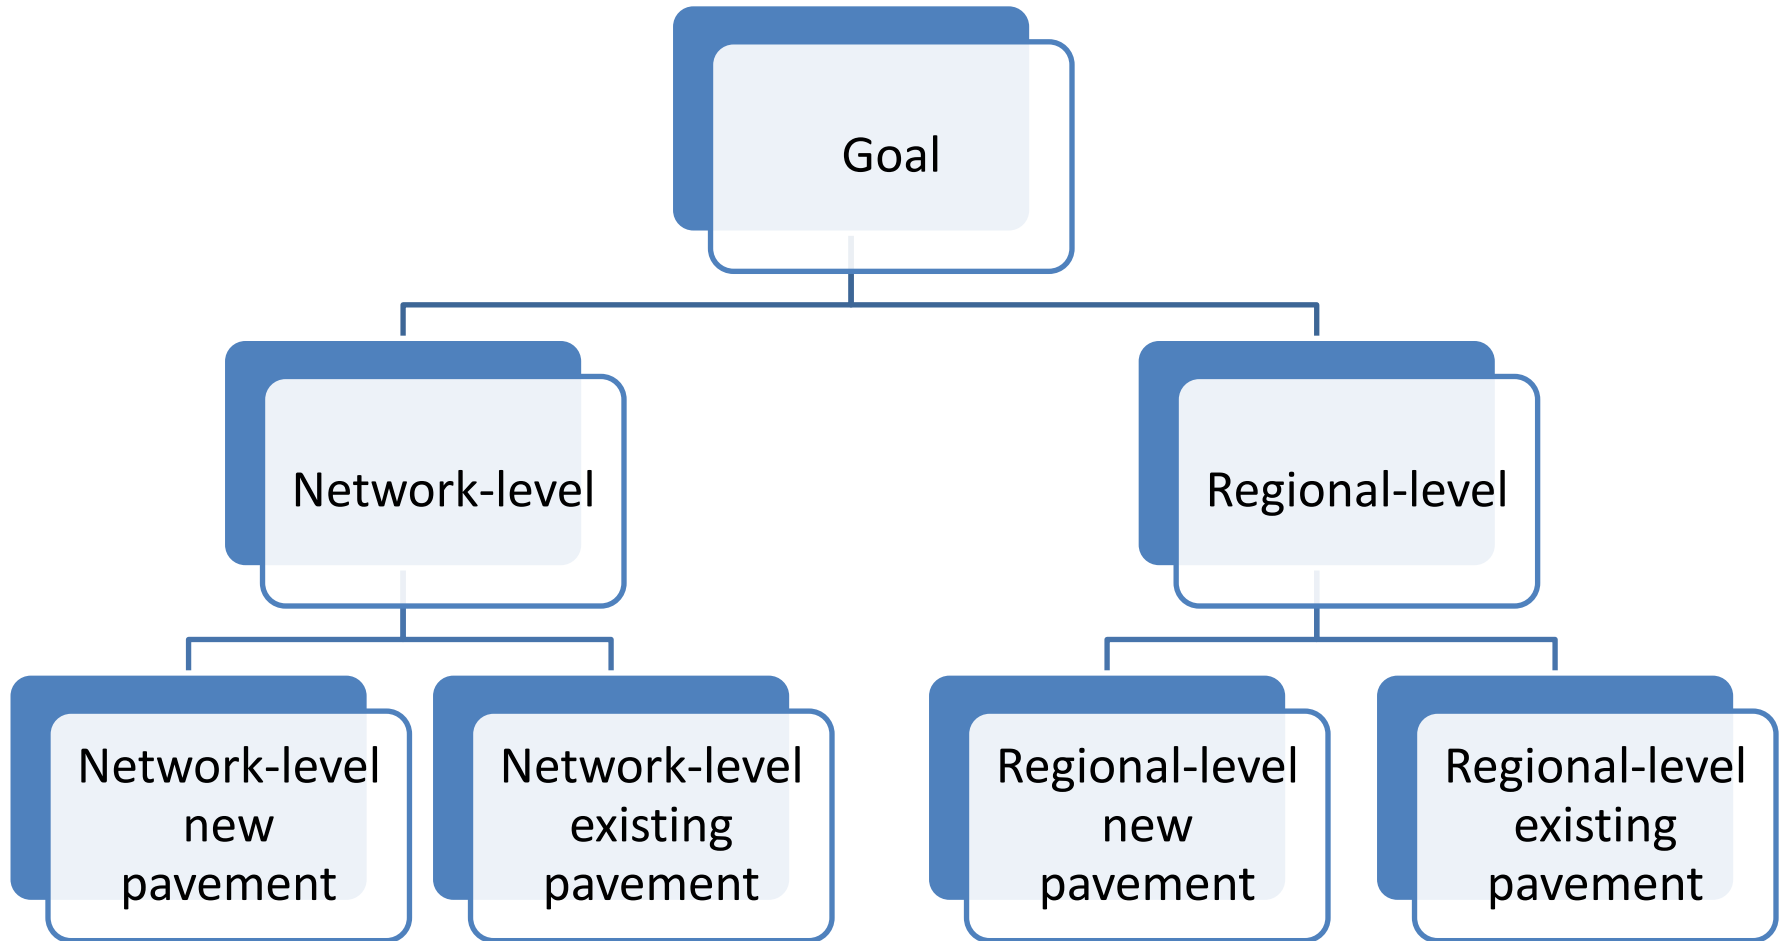 Goal
Network-level
Regional-level
Network-level
new
pavement
Network-level
existing
pavement
Regional-level
new
pavement
Regional-level
existing
pavement